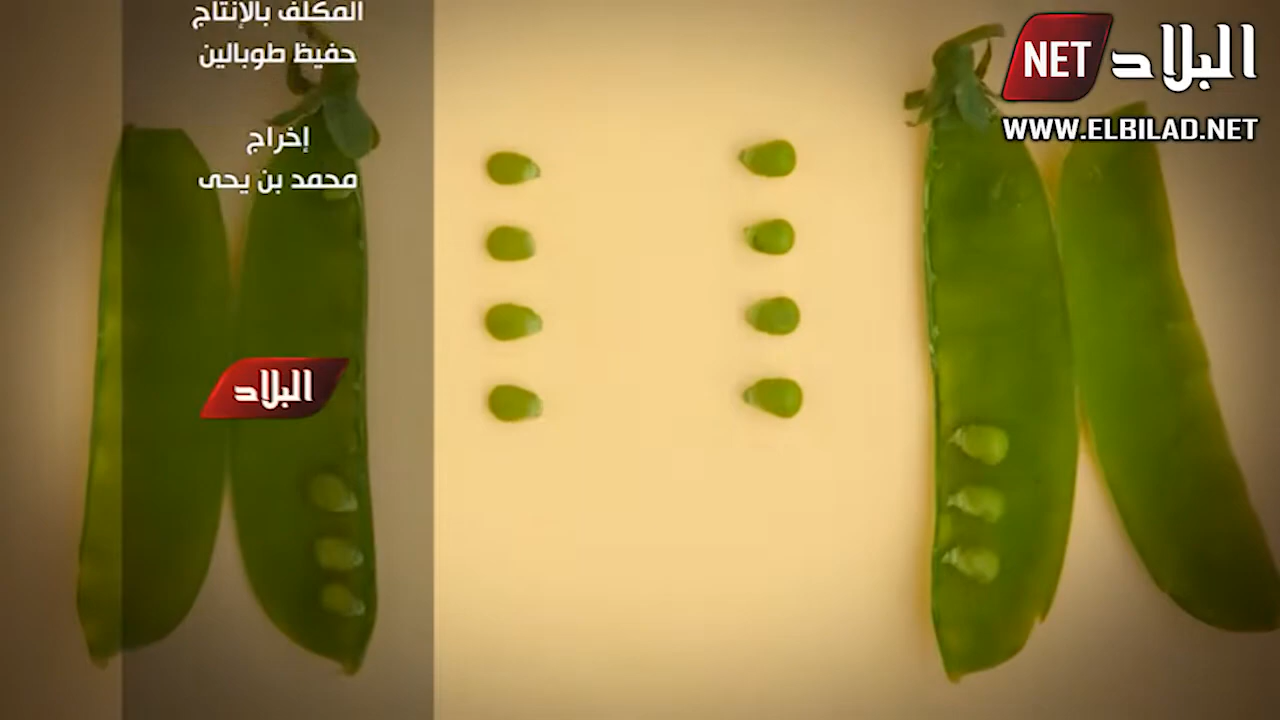 المكلف بالإنتاج
حفيظ طوبالين
إخراج
محمد بن يحى
البلاد
البلاد NET
WWW.ELBILAD.NET